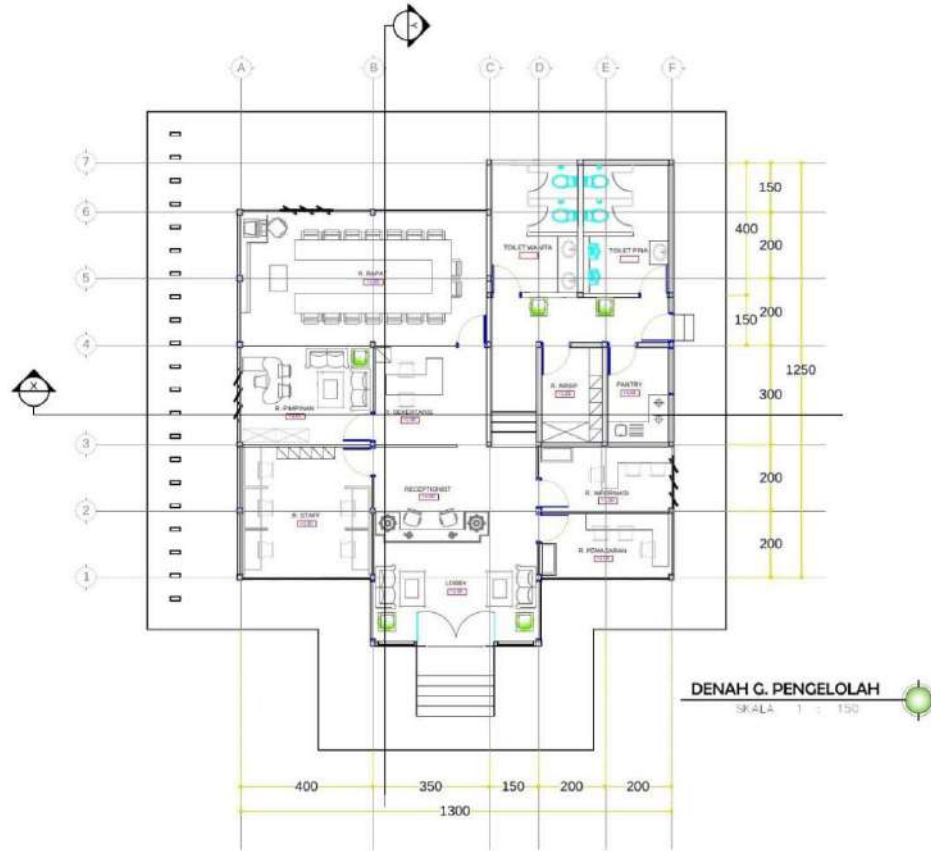 Y
A
B
C
D
E
F
7
6
5
4
3
2
1
X
TOILET WANITA
TOILET PRIA
R. RAPAT
R. PIMPINAN
R. SEKERTARIS
R. ARSIP
PANTRY
RECEPTIONIST
R. INFORMASI
R. STAFF
R. PEMASARAN
LOBBY
150
400
200
200
150
1250
300
200
200
DENAH G. PENGELOLAH
SKALA 1 : 150
400
350
150
200
200
1300